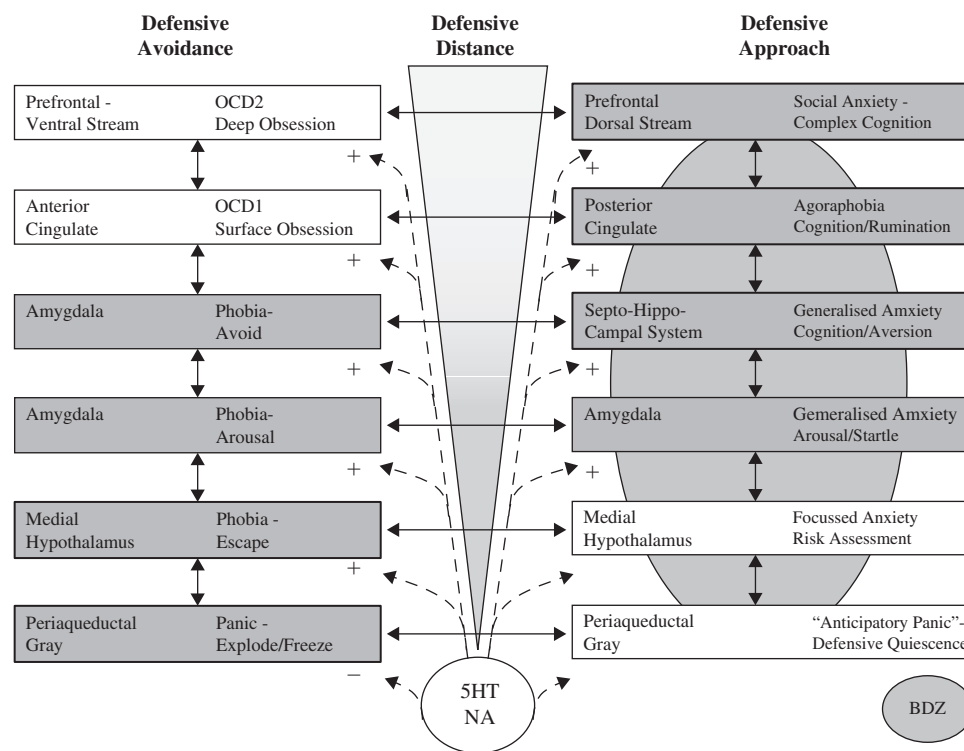 Defensive
Avoidance
Defensive
Distance
Defensive
Approach
Prefrontal -
Ventral Stream
OCD2
Deep Obsession
Prefrontal
Dorsal Stream
Social Anxiety -
Complex Cognition
+
+
Anterior
Cingulate
OCD1
Surface Obsession
Posterior
Cingulate
Agoraphobia
Cognition/Rumination
+
+
Amygdala
Phobia-
Avoid
Septo-Hippo-
Campal System
Generalised Anxiety
Cognition/Aversion
+
+
Amygdala
Phobia-
Arousal
Amygdala
Gemeralised Amxiety
Arousal/Startle
+
+
Medial
Hypothalamus
Phobia -
Escape
Medial
Hypothalamus
Focussed Anxiety
Risk Assessment
+
Periaqueductal
Gray
Panic -
Explode/Freeze
Periaqueductal
Gray
“Anticipatory Panic”-
Defensive Quiescence
–
5HT
NA
BDZ